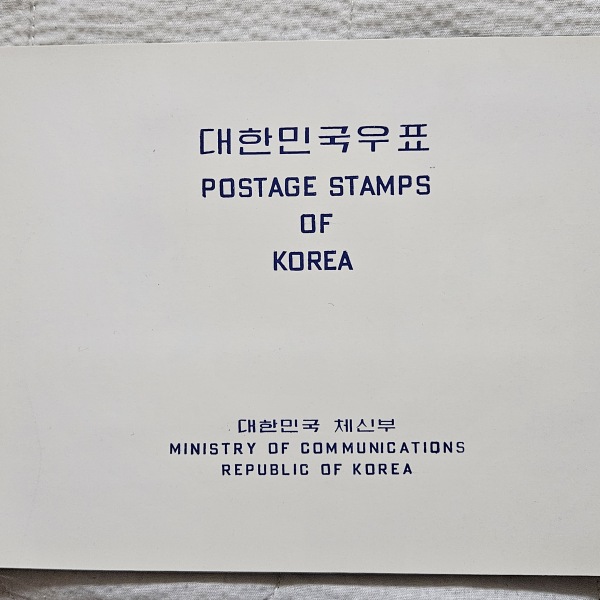 대한민국우표
POSTAGE STAMPS
OF
KOREA
대한민국 체신부
MINISTRY OF COMMUNICATIONS
REPUBLIC OF KOREA